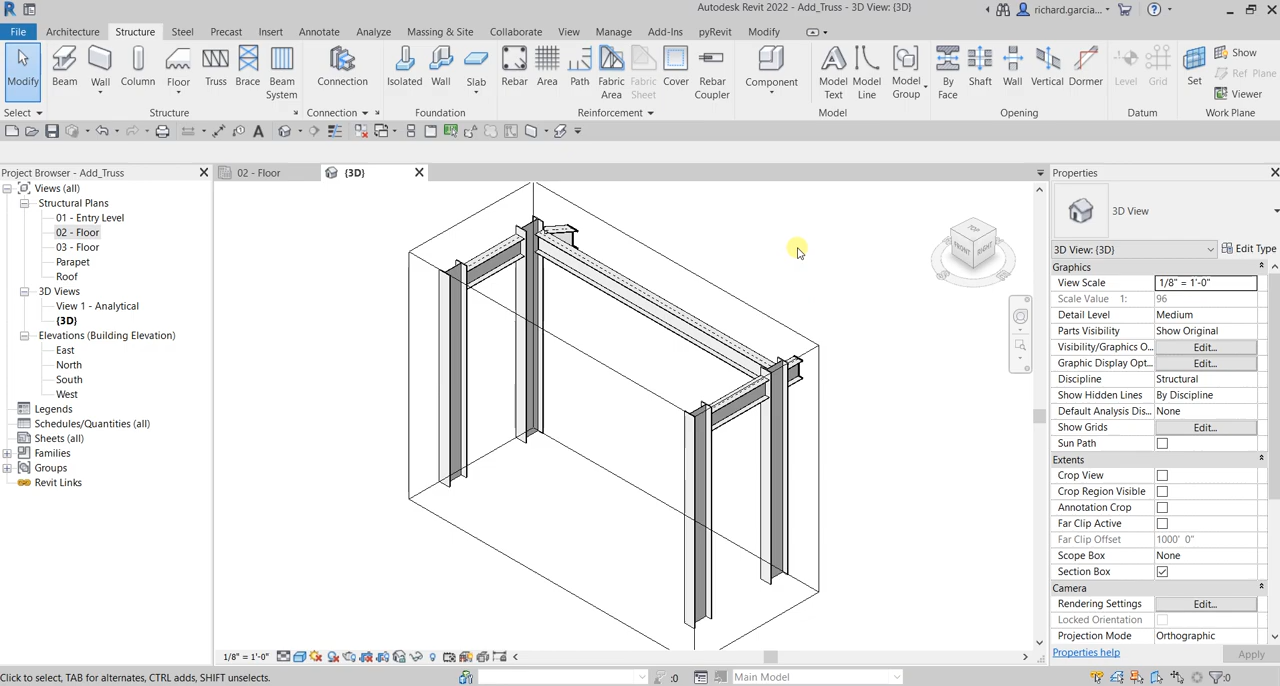 Autodesk Revit 2022 - Add_Truss - 3D View: {3D}
richard.garcia...
File Architecture Structure Steel Precast Insert Annotate Analyze Massing & Site Collaborate View Manage Add-Ins pyRevit Modify
Modify Beam Wall Column Floor Truss Brace Beam System Connection Isolated Wall Slab Rebar Area Path Fabric Area Fabric Sheet Cover Rebar Coupler Component Model Text Model Line Model Group By Face Shaft Wall Vertical Dormer Level Grid Set Show
Ref Plane
Viewer
Select Structure Connection Foundation Reinforcement Model Opening Datum Work Plane
Project Browser - Add_Truss
Views (all)
Structural Plans
01 - Entry Level
02 - Floor
03 - Floor
Parapet
Roof
3D Views
View 1 - Analytical
{3D}
Elevations (Building Elevation)
East
North
South
West
Legends
Schedules/Quantities (all)
Sheets (all)
Families
Groups
Revit Links
02 - Floor {3D}
TOP
FRONT RIGHT
Properties
3D View
3D View: {3D} Edit Type
Graphics
View Scale 1/8" = 1'-0"
Scale Value 1: 96
Detail Level Medium
Parts Visibility Show Original
Visibility/Graphics O... Edit...
Graphic Display Opt... Edit...
Discipline Structural
Show Hidden Lines By Discipline
Default Analysis Dis... None
Show Grids Edit...
Sun Path
Extents
Crop View
Crop Region Visible
Annotation Crop
Far Clip Active
Far Clip Offset 1000' 0"
Scope Box None
Section Box
Camera
Rendering Settings Edit...
Locked Orientation
Projection Mode Orthographic
Properties help Apply
1/8" = 1'-0"
Click to select, TAB for alternates, CTRL adds, SHIFT unselects. :0 Main Model :0